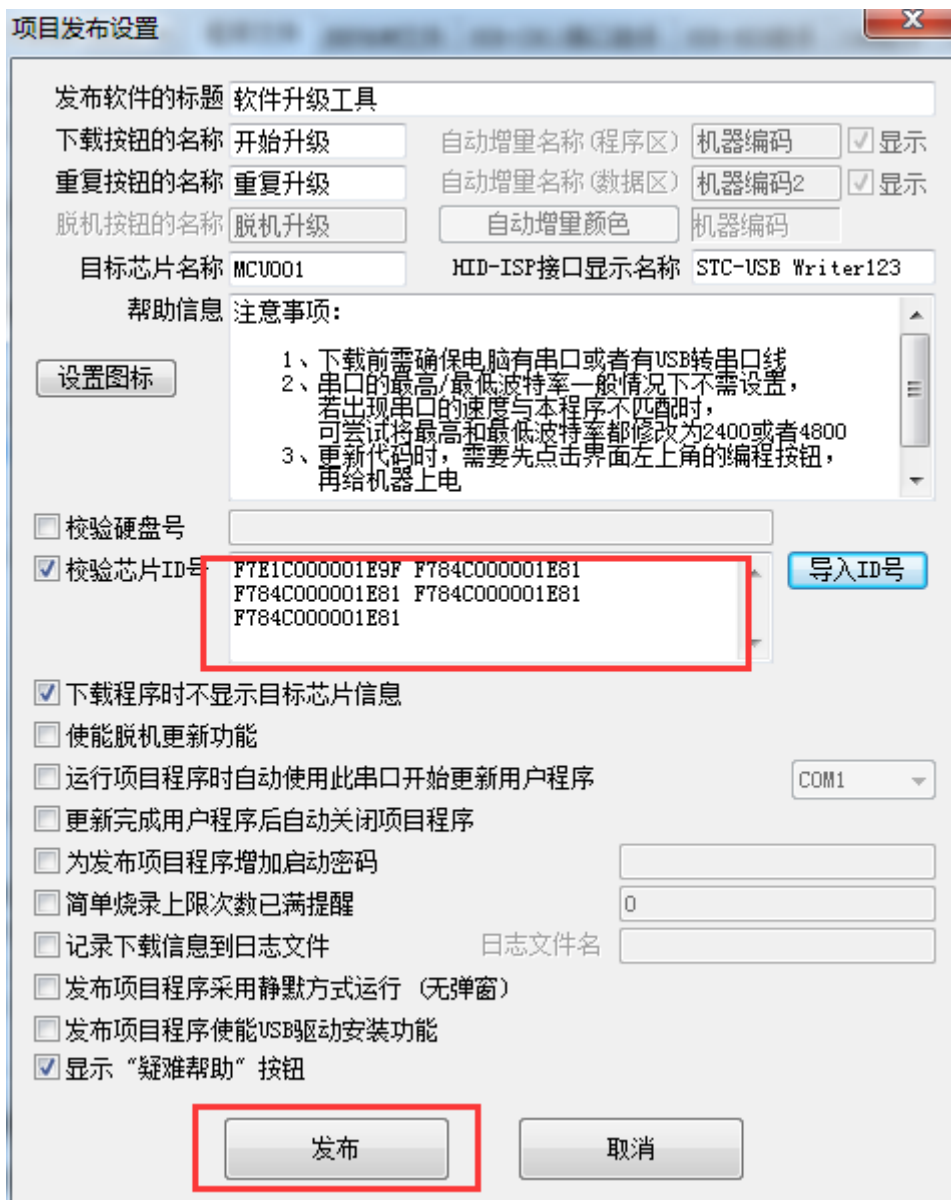 项目发布设置
发布软件的标题 软件升级工具
下载按钮的名称 开始升级 自动增量名称(程序区) 机器编码 显示
重复按钮的名称 重复升级 自动增量名称(数据区) 机器编码2 显示
脱机按钮的名称 脱机升级 自动增量颜色 机器编码
目标芯片名称 MCU001 HID-ISP接口显示名称 STC-USB Writer123
帮助信息 注意事项:
1、下载前需确保电脑有串口或者有USB转串口线
设置图标 2、串口的最高/最低波特率一般情况下不需设置,
若出现串口的速度与本程序不匹配时,
可尝试将最高和最低波特率都修改为2400或者4800
3、更新代码时,需要先点击界面左上角的编程按钮,
再给机器上电
校验硬盘号
校验芯片ID号 F7E1C000001E9F F784C000001E81 导入ID号
F784C000001E81 F784C000001E81
F784C000001E81
下载程序时不显示目标芯片信息
使能脱机更新功能
运行项目程序时自动使用此串口开始更新用户程序 COM1
更新完成用户程序后自动关闭项目程序
为发布项目程序增加启动密码
简单烧录上限次数已满提醒 0
记录下载信息到日志文件 日志文件名
发布项目程序采用静默方式运行 (无弹窗)
发布项目程序使能USB驱动安装功能
显示 “疑难帮助” 按钮
发布 取消